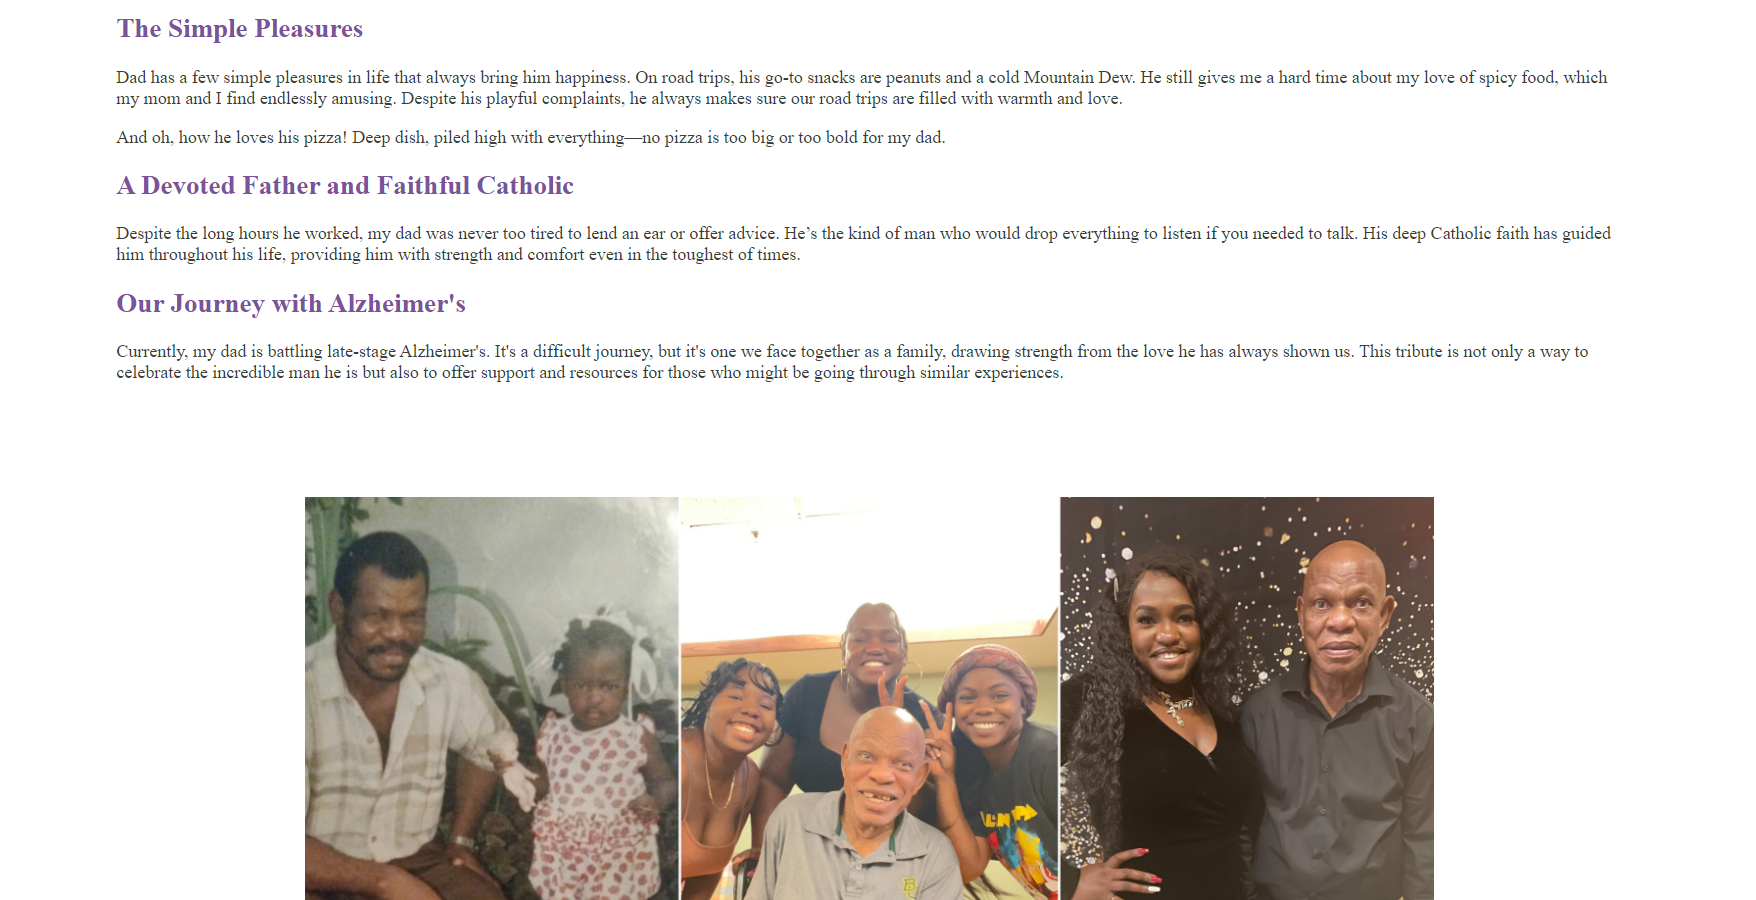 The Simple Pleasures
Dad has a few simple pleasures in life that always bring him happiness. On road trips, his go-to snacks are peanuts and a cold Mountain Dew. He still gives me a hard time about my love of spicy food, which
my mom and I find endlessly amusing. Despite his playful complaints, he always makes sure our road trips are filled with warmth and love.
And oh, how he loves his pizza! Deep dish, piled high with everything—no pizza is too big or too bold for my dad.
A Devoted Father and Faithful Catholic
Despite the long hours he worked, my dad was never too tired to lend an ear or offer advice. He’s the kind of man who would drop everything to listen if you needed to talk. His deep Catholic faith has guided
him throughout his life, providing him with strength and comfort even in the toughest of times.
Our Journey with Alzheimer's
Currently, my dad is battling late-stage Alzheimer's. It's a difficult journey, but it's one we face together as a family, drawing strength from the love he has always shown us. This tribute is not only a way to
celebrate the incredible man he is but also to offer support and resources for those who might be going through similar experiences.